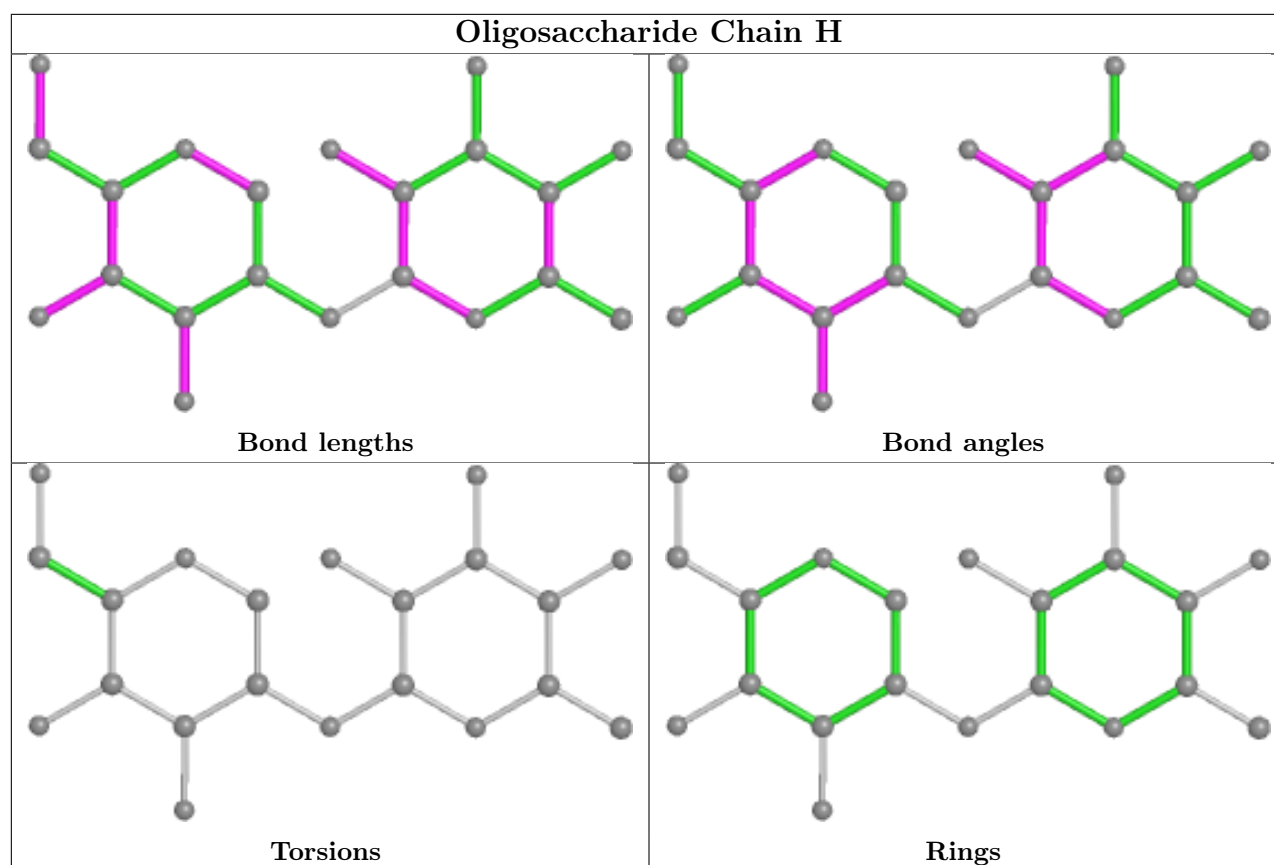 Oligosaccharide Chain H
Bond lengths
Bond angles
Torsions
Rings